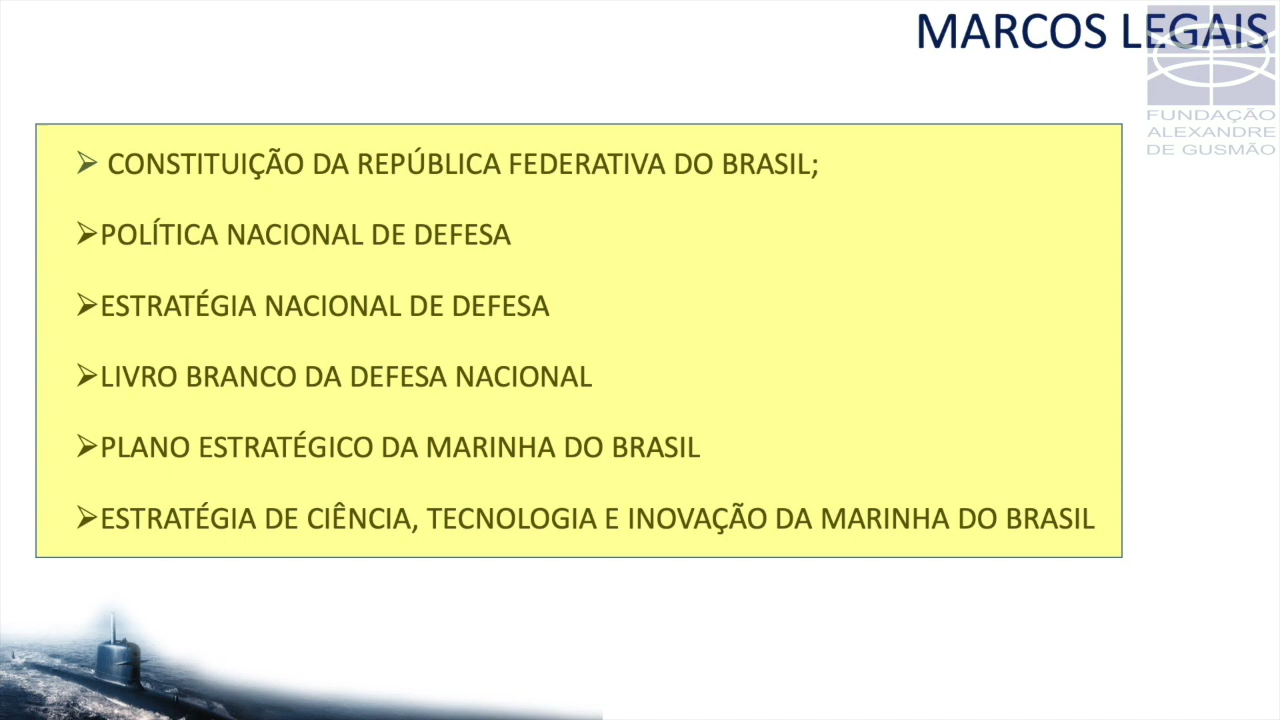 MARCOS LEGAIS
FUNDAÇÃO
ALEXANDRE
DE GUSMÃO
➢ CONSTITUIÇÃO DA REPÚBLICA FEDERATIVA DO BRASIL;
➢POLÍTICA NACIONAL DE DEFESA
➢ESTRATÉGIA NACIONAL DE DEFESA
➢LIVRO BRANCO DA DEFESA NACIONAL
➢PLANO ESTRATÉGICO DA MARINHA DO BRASIL
➢ESTRATÉGIA DE CIÊNCIA, TECNOLOGIA E INOVAÇÃO DA MARINHA DO BRASIL